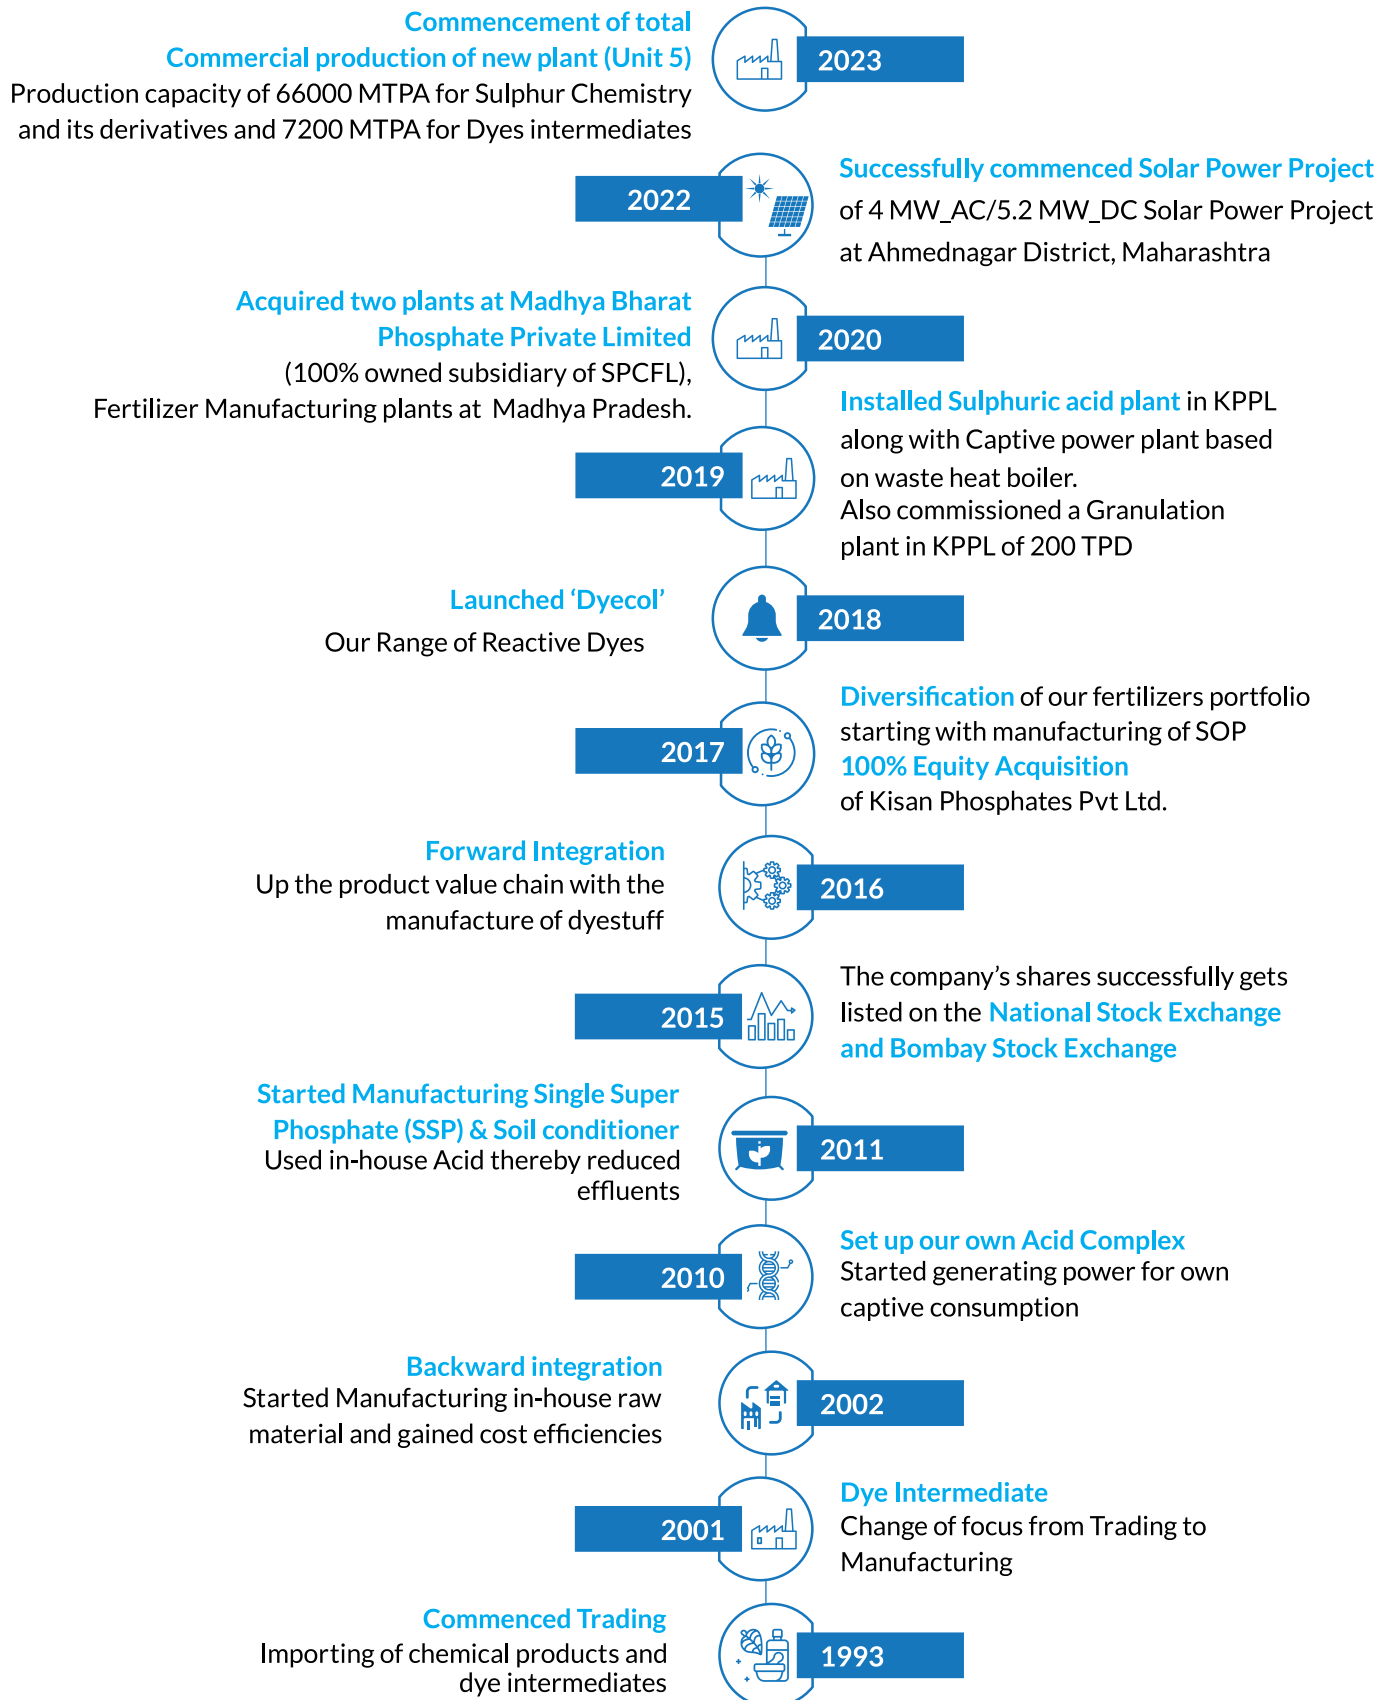 Commencement of total
Commercial production of new plant (Unit 5)
Production capacity of 66000 MTPA for Sulphur Chemistry
and its derivatives and 7200 MTPA for Dyes intermediates
2023
2022
Successfully commenced Solar Power Project
of 4 MW_AC/5.2 MW_DC Solar Power Project
at Ahmednagar District, Maharashtra
Acquired two plants at Madhya Bharat
Phosphate Private Limited
(100% owned subsidiary of SPCFL),
Fertilizer Manufacturing plants at Madhya Pradesh.
2020
2019
Installed Sulphuric acid plant in KPPL
along with Captive power plant based
on waste heat boiler.
Also commissioned a Granulation
plant in KPPL of 200 TPD
Launched ‘Dyecol’
Our Range of Reactive Dyes
2018
2017
Diversification of our fertilizers portfolio
starting with manufacturing of SOP
100% Equity Acquisition
of Kisan Phosphates Pvt Ltd.
Forward Integration
Up the product value chain with the
manufacture of dyestuff
2016
2015
The company’s shares successfully gets
listed on the National Stock Exchange
and Bombay Stock Exchange
Started Manufacturing Single Super
Phosphate (SSP) & Soil conditioner
Used in-house Acid thereby reduced
effluents
2011
2010
Set up our own Acid Complex
Started generating power for own
captive consumption
Backward integration
Started Manufacturing in-house raw
material and gained cost efficiencies
2002
2001
Dye Intermediate
Change of focus from Trading to
Manufacturing
Commenced Trading
Importing of chemical products and
dye intermediates
1993